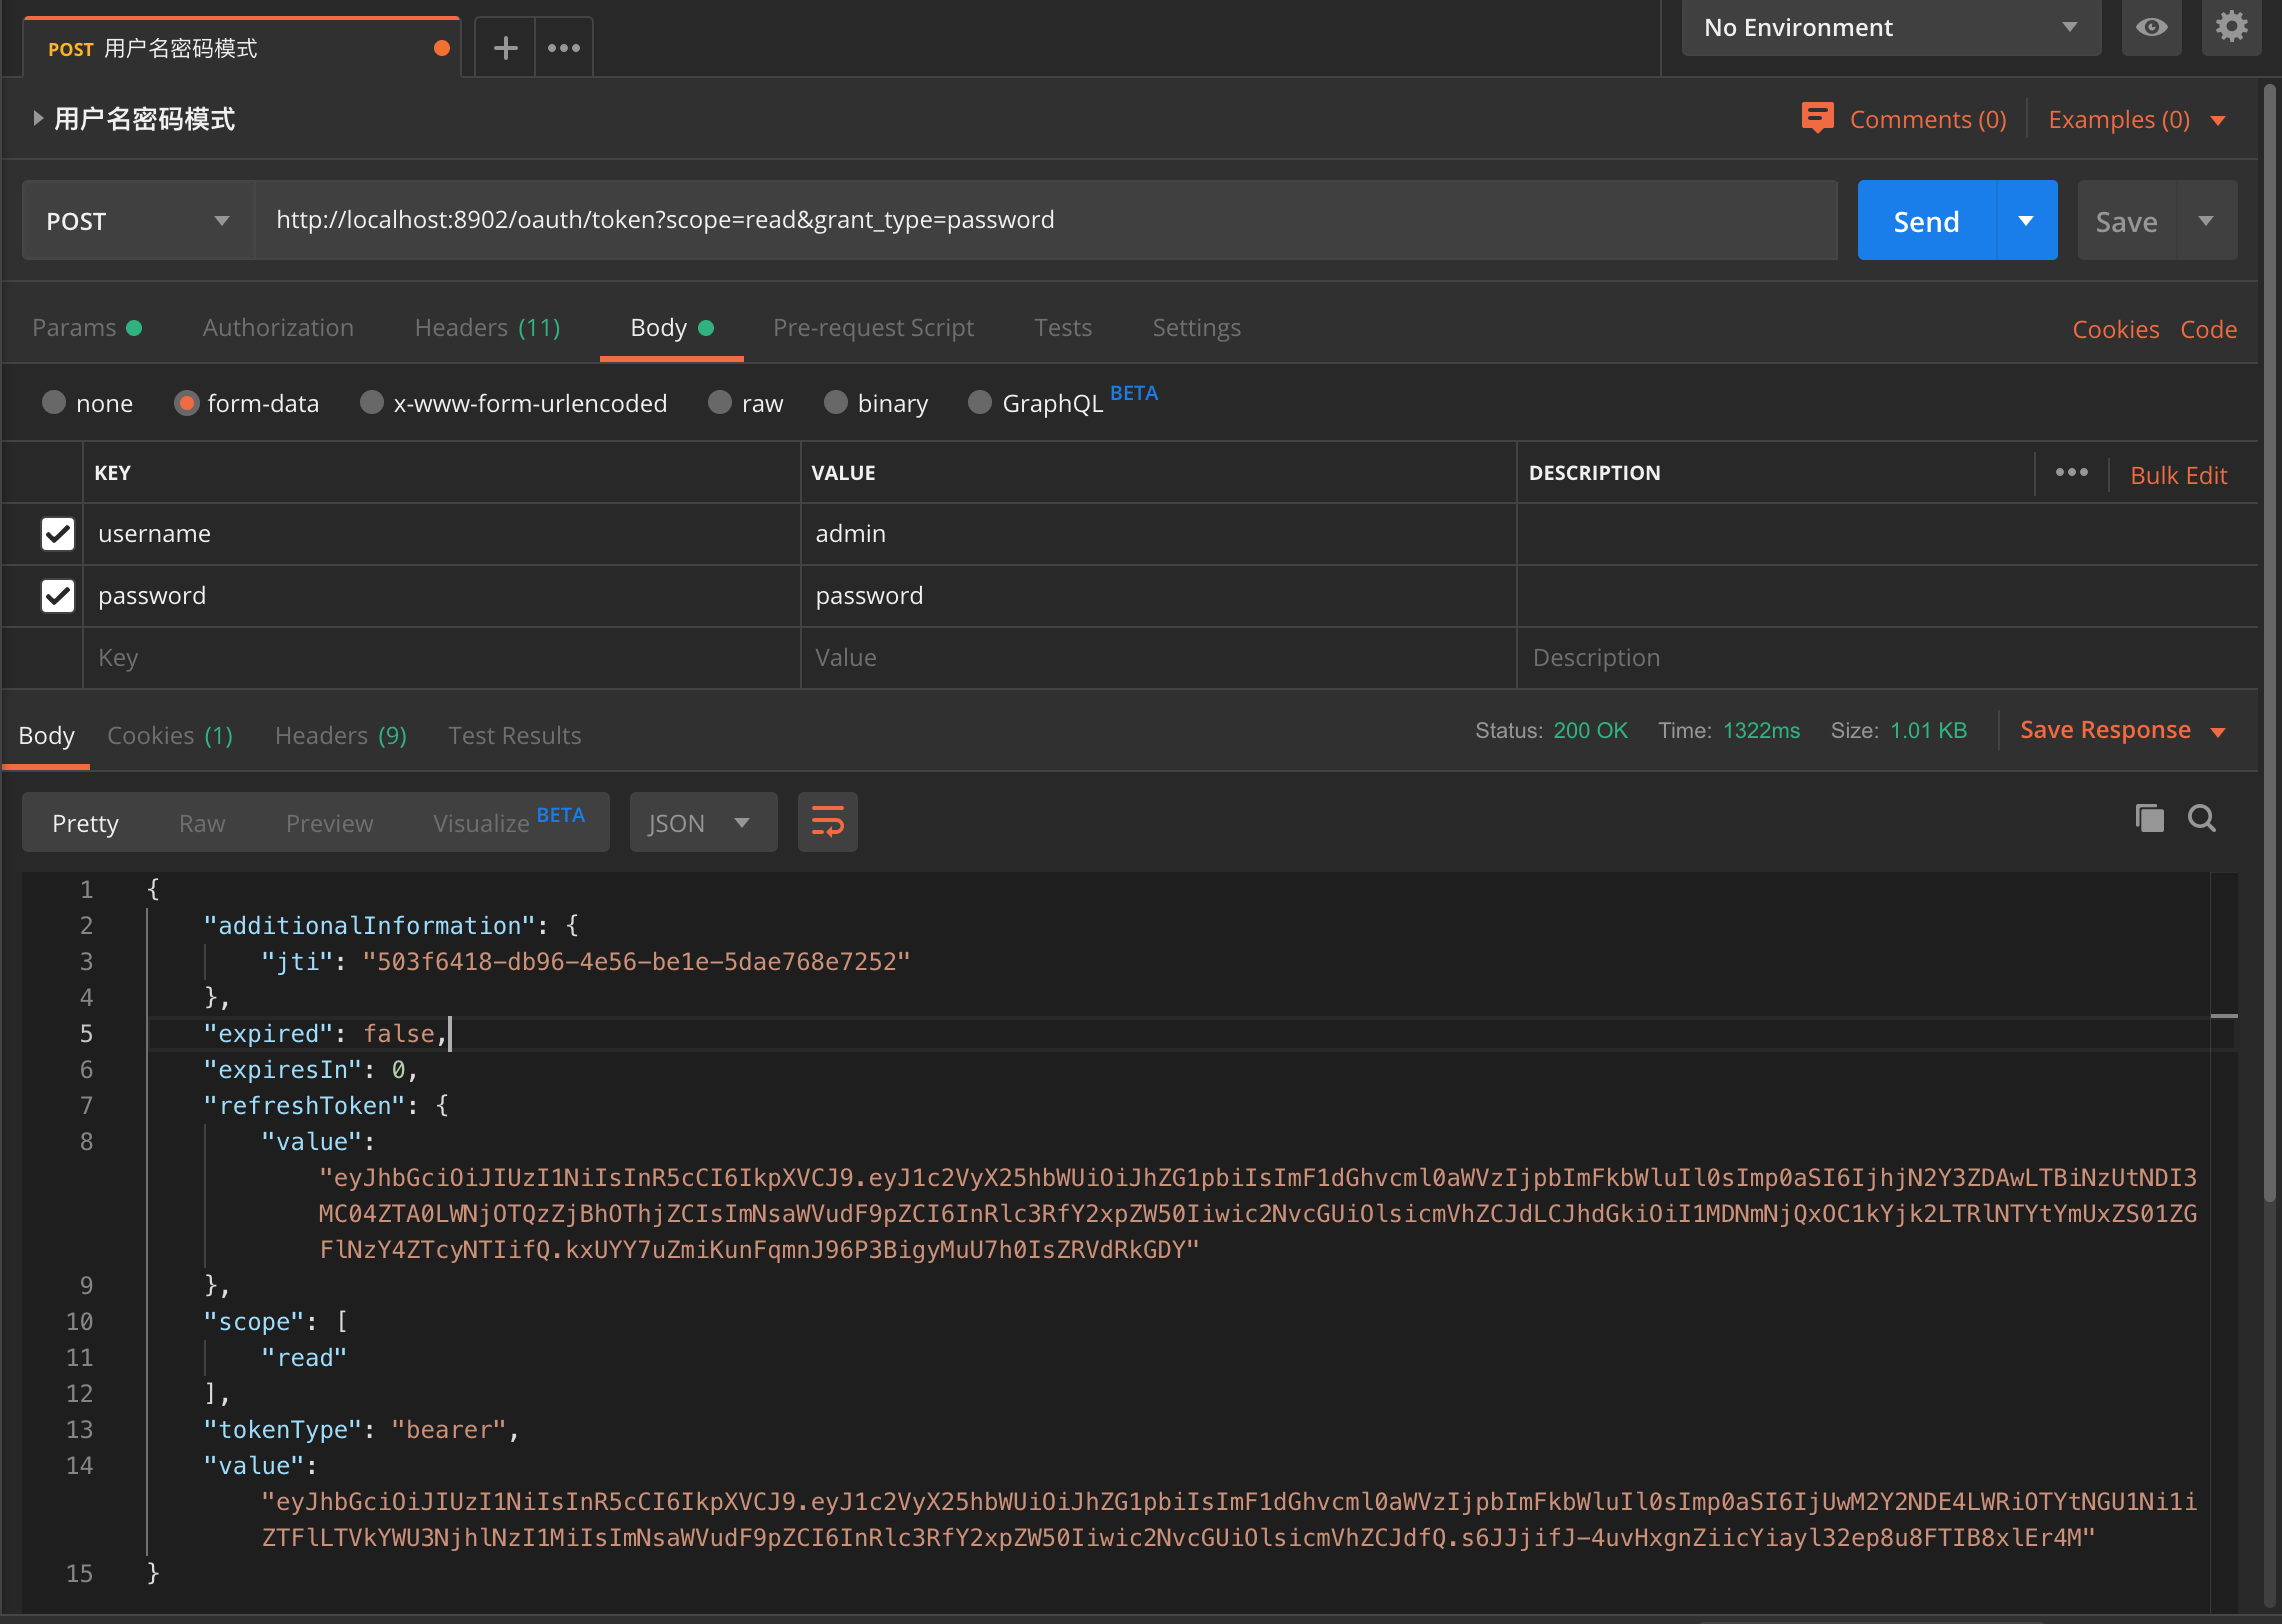 POST 用户名密码模式
No Environment
用户名密码模式
Comments (0)
Examples (0)
POST
http://localhost:8902/oauth/token?scope=read&grant_type=password
Send
Save
Params
Authorization
Headers (11)
Body
Pre-request Script
Tests
Settings
Cookies
Code
none
form-data
x-www-form-urlencoded
raw
binary
GraphQL BETA
KEY
VALUE
DESCRIPTION
Bulk Edit
username
admin
password
password
Key
Value
Description
Body
Cookies (1)
Headers (9)
Test Results
Status: 200 OK
Time: 1322ms
Size: 1.01 KB
Save Response
Pretty
Raw
Preview
Visualize BETA
JSON
1 {
2 "additionalInformation": {
3 "jti": "503f6418-db96-4e56-be1e-5dae768e7252"
4 },
5 "expired": false,
6 "expiresIn": 0,
7 "refreshToken": {
8 "value":
"eyJhbGciOiJIUzI1NiIsInR5cCI6IkpXVCJ9.eyJ1c2VyX25hbWUiOiJhZG1pbiIsImF1dGhvcml0aWVzIjpbImFkbWluIl0sImp0aSI6IjhjN2Y3ZDAwLTBiNzUtNDI3
MC04ZTA0LWNjOTQzZjBhOThjZCIsImNsaWVudF9pZCI6InRlc3RfY2xpZW50Iiwic2NvcGUiOlsicmVhZCJdLCJhdGkiOiI1MDNmNjQxOC1kYjk2LTRlNTYtYmUxZS01ZG
FlNzY4ZTcyNTIifQ.kxUYY7uZmiKunFqmnJ96P3BigyMuU7h0IsZRVdRkGDY"
9 },
10 "scope": [
11 "read"
12 ],
13 "tokenType": "bearer",
14 "value":
"eyJhbGciOiJIUzI1NiIsInR5cCI6IkpXVCJ9.eyJ1c2VyX25hbWUiOiJhZG1pbiIsImF1dGhvcml0aWVzIjpbImFkbWluIl0sImp0aSI6IjUwM2Y2NDE4LWRiOTYtNGU1Ni1i
ZTFlLTVkYWU3NjhlNzI1MiIsImNsaWVudF9pZCI6InRlc3RfY2xpZW50Iiwic2NvcGUiOlsicmVhZCJdfQ.s6JJjifJ-4uvHxgnZiicYiayl32ep8u8FTIB8xlEr4M"
15 }